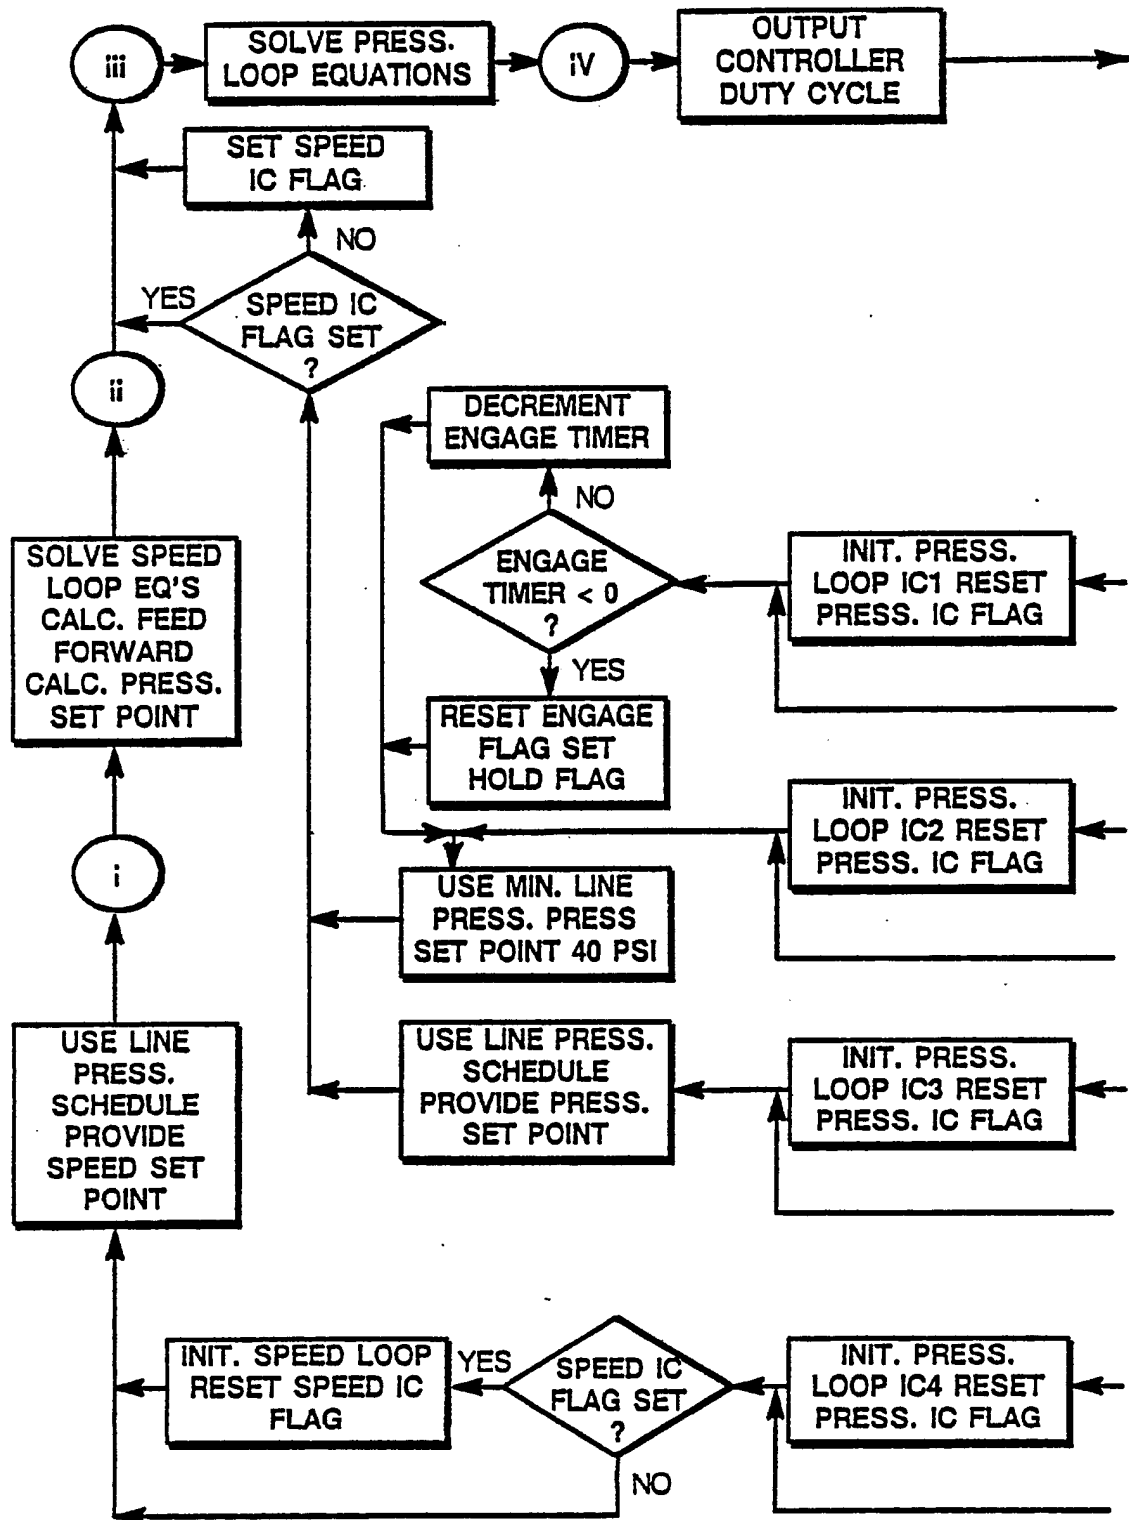 iii
SOLVE PRESS.
LOOP EQUATIONS
iV
OUTPUT
CONTROLLER
DUTY CYCLE
SET SPEED
IC FLAG
NO
YES
SPEED IC
FLAG SET
?
ii
DECREMENT
ENGAGE TIMER
NO
ENGAGE
TIMER < 0
?
YES
INIT. PRESS.
LOOP IC1 RESET
PRESS. IC FLAG
SOLVE SPEED
LOOP EQ'S
CALC. FEED
FORWARD
CALC. PRESS.
SET POINT
RESET ENGAGE
FLAG SET
HOLD FLAG
INIT. PRESS.
LOOP IC2 RESET
PRESS. IC FLAG
i
USE MIN. LINE
PRESS. PRESS
SET POINT 40 PSI
USE LINE
PRESS.
SCHEDULE
PROVIDE
SPEED SET
POINT
USE LINE PRESS.
SCHEDULE
PROVIDE PRESS.
SET POINT
INIT. PRESS.
LOOP IC3 RESET
PRESS. IC FLAG
INIT. SPEED LOOP
RESET SPEED IC
FLAG
YES
SPEED IC
FLAG SET
?
NO
INIT. PRESS.
LOOP IC4 RESET
PRESS. IC FLAG